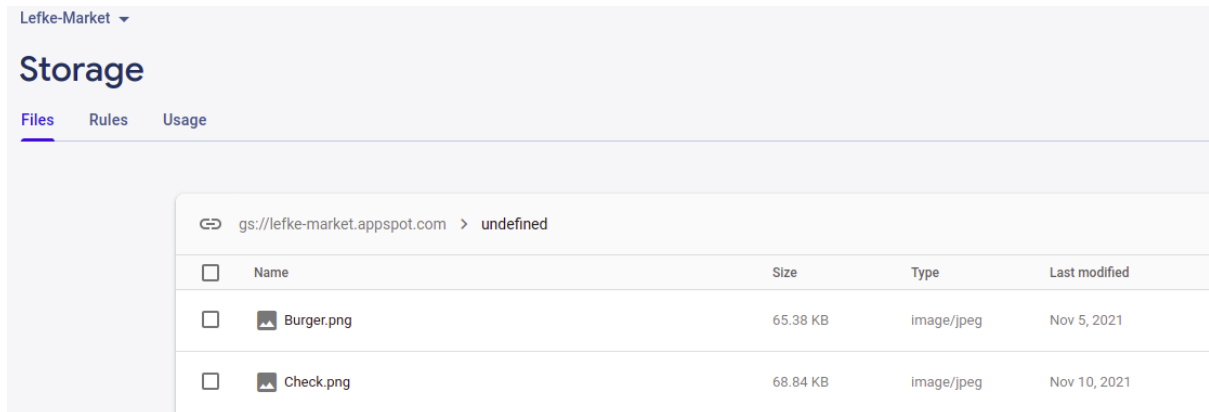 Lefke-Market
Storage
Files Rules Usage
gs://lefke-market.appspot.com > undefined
Name Size Type Last modified
Burger.png 65.38 KB image/jpeg Nov 5, 2021
Check.png 68.84 KB image/jpeg Nov 10, 2021